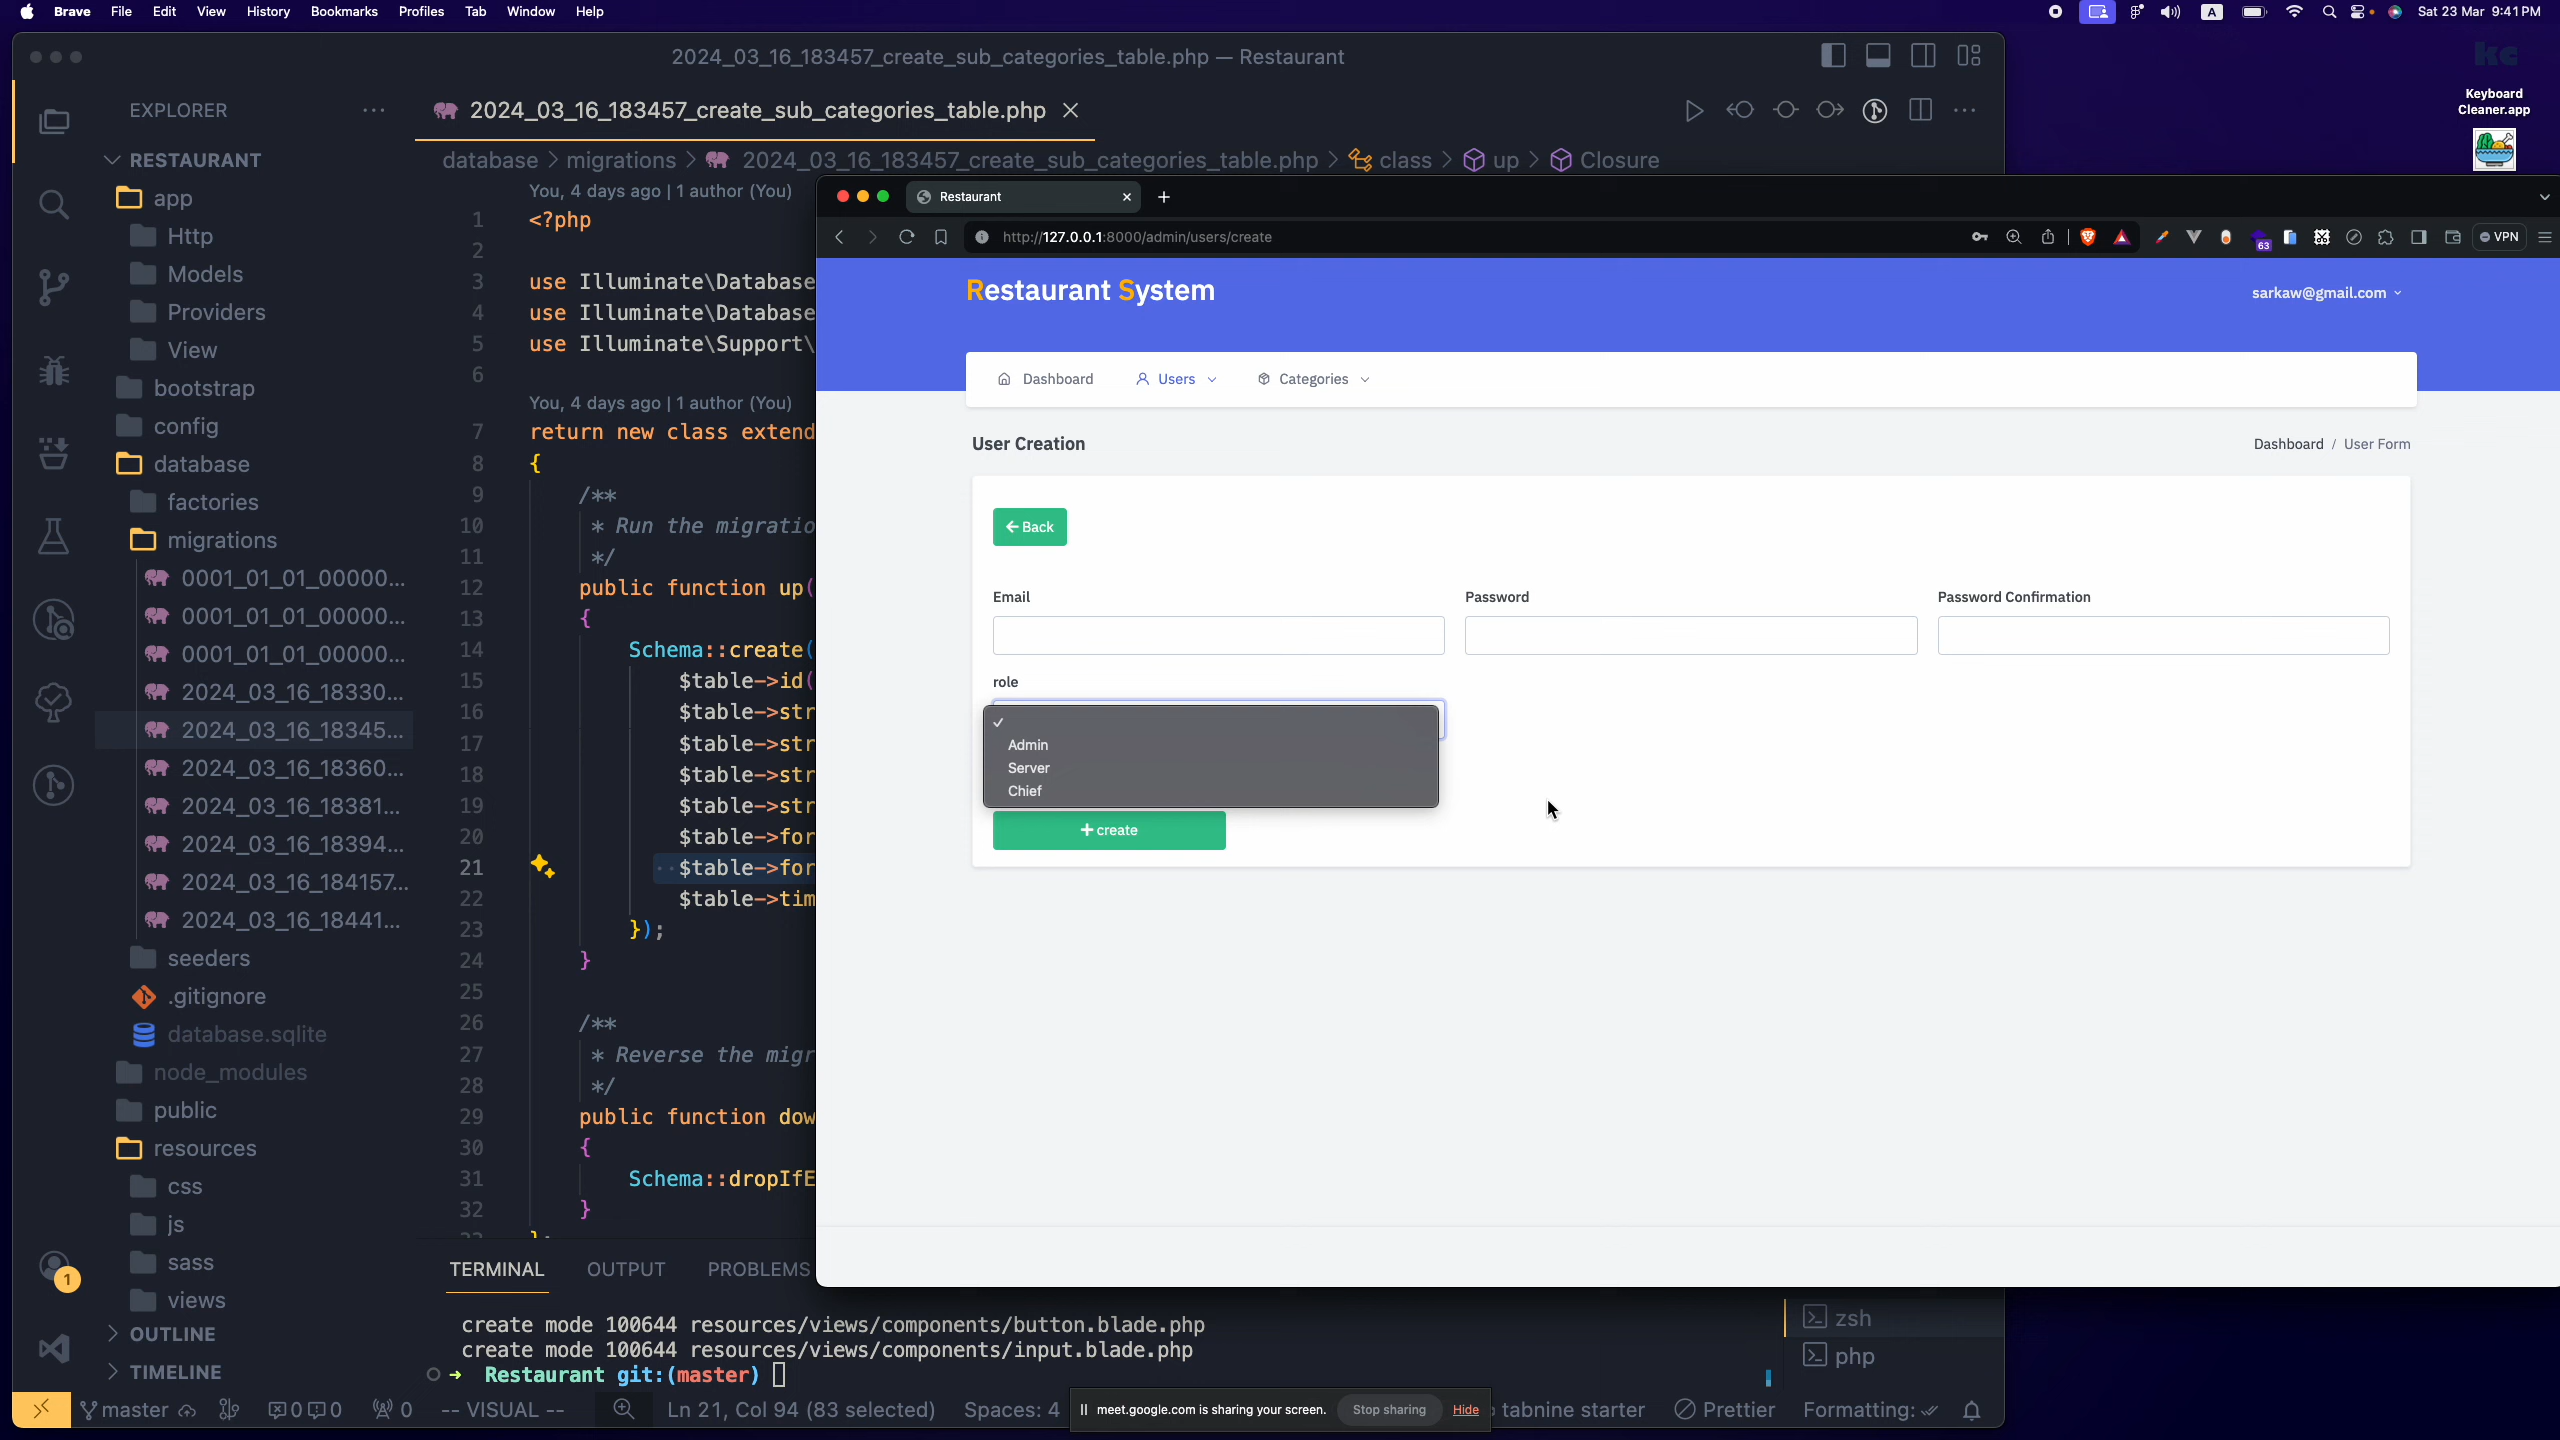 Brave File Edit View History Bookmarks Profiles Tab Window Help
A Sat 23 Mar 9:41 PM
kc
Keyboard
Cleaner.app
2024_03_16_183457_create_sub_categories_table.php — Restaurant
EXPLORER
2024_03_16_183457_create_sub_categories_table.php
database > migrations > 2024_03_16_183457_create_sub_categories_table.php > class > up > Closure
RESTAURANT
app
Http
Models
Providers
View
bootstrap
config
database
factories
migrations
0001_01_01_00000...
0001_01_01_00000...
0001_01_01_00000...
2024_03_16_18330...
2024_03_16_18345...
2024_03_16_18360...
2024_03_16_18381...
2024_03_16_18394...
2024_03_16_184157...
2024_03_16_18441...
seeders
.gitignore
database.sqlite
node_modules
public
resources
css
js
sass
views
OUTLINE
TIMELINE
1
You, 4 days ago | 1 author (You)
1 <?php
2
3 use Illuminate\Database
4 use Illuminate\Database
5 use Illuminate\Support\
6
You, 4 days ago | 1 author (You)
7 return new class extend
8 {
9 /**
10 * Run the migratio
11 */
12 public function up(
13 {
14 Schema::create(
15 $table->id(
16 $table->str
17 $table->str
18 $table->str
19 $table->str
20 $table->for
21 $table->for
22 $table->tim
23 });
24 }
25
26 /**
27 * Reverse the migr
28 */
29 public function dow
30 {
31 Schema::dropIfE
32 }
Restaurant
http://127.0.0.1:8000/admin/users/create
63
VPN
Restaurant System
sarkaw@gmail.com
Dashboard Users Categories
User Creation
Dashboard / User Form
Back
Email Password Password Confirmation
role
✓
Admin
Server
Chief
+ create
TERMINAL OUTPUT PROBLEMS
create mode 100644 resources/views/components/button.blade.php
create mode 100644 resources/views/components/input.blade.php
➜ Restaurant git:(master)
zsh
php
master 0 0 0 -- VISUAL -- Ln 21, Col 94 (83 selected) Spaces: 4
meet.google.com is sharing your screen. Stop sharing Hide
tabnine starter Prettier Formatting: